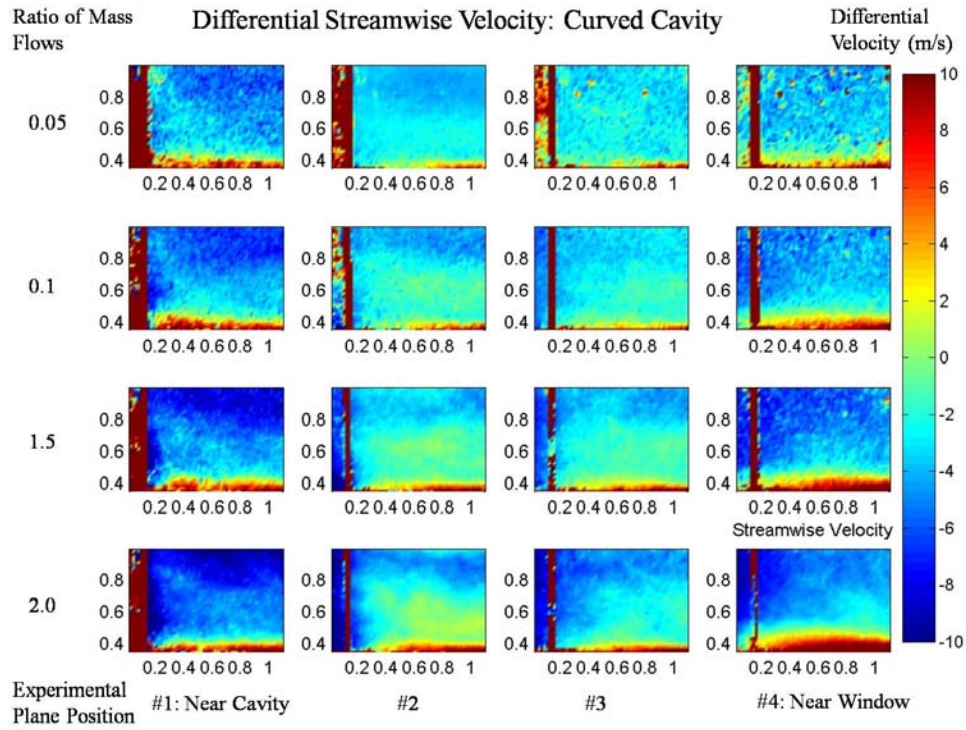 Ratio of Mass
Flows
Differential Streamwise Velocity: Curved Cavity
Differential
Velocity (m/s)
0.05
0.8
0.6
0.4
0.2 0.4 0.6 0.8 1
0.8
0.6
0.4
0.2 0.4 0.6 0.8 1
0.8
0.6
0.4
0.2 0.4 0.6 0.8 1
0.8
0.6
0.4
0.2 0.4 0.6 0.8 1
0.1
0.8
0.6
0.4
0.2 0.4 0.6 0.8 1
0.8
0.6
0.4
0.2 0.4 0.6 0.8 1
0.8
0.6
0.4
0.2 0.4 0.6 0.8 1
0.8
0.6
0.4
0.2 0.4 0.6 0.8 1
1.5
0.8
0.6
0.4
0.2 0.4 0.6 0.8 1
0.8
0.6
0.4
0.2 0.4 0.6 0.8 1
0.8
0.6
0.4
0.2 0.4 0.6 0.8 1
0.8
0.6
0.4
0.2 0.4 0.6 0.8 1
Streamwise Velocity
2.0
0.8
0.6
0.4
0.2 0.4 0.6 0.8 1
0.8
0.6
0.4
0.2 0.4 0.6 0.8 1
0.8
0.6
0.4
0.2 0.4 0.6 0.8 1
0.8
0.6
0.4
0.2 0.4 0.6 0.8 1
10
8
6
4
2
0
-2
-4
-6
-8
-10
Experimental
Plane Position
#1: Near Cavity
#2
#3
#4: Near Window